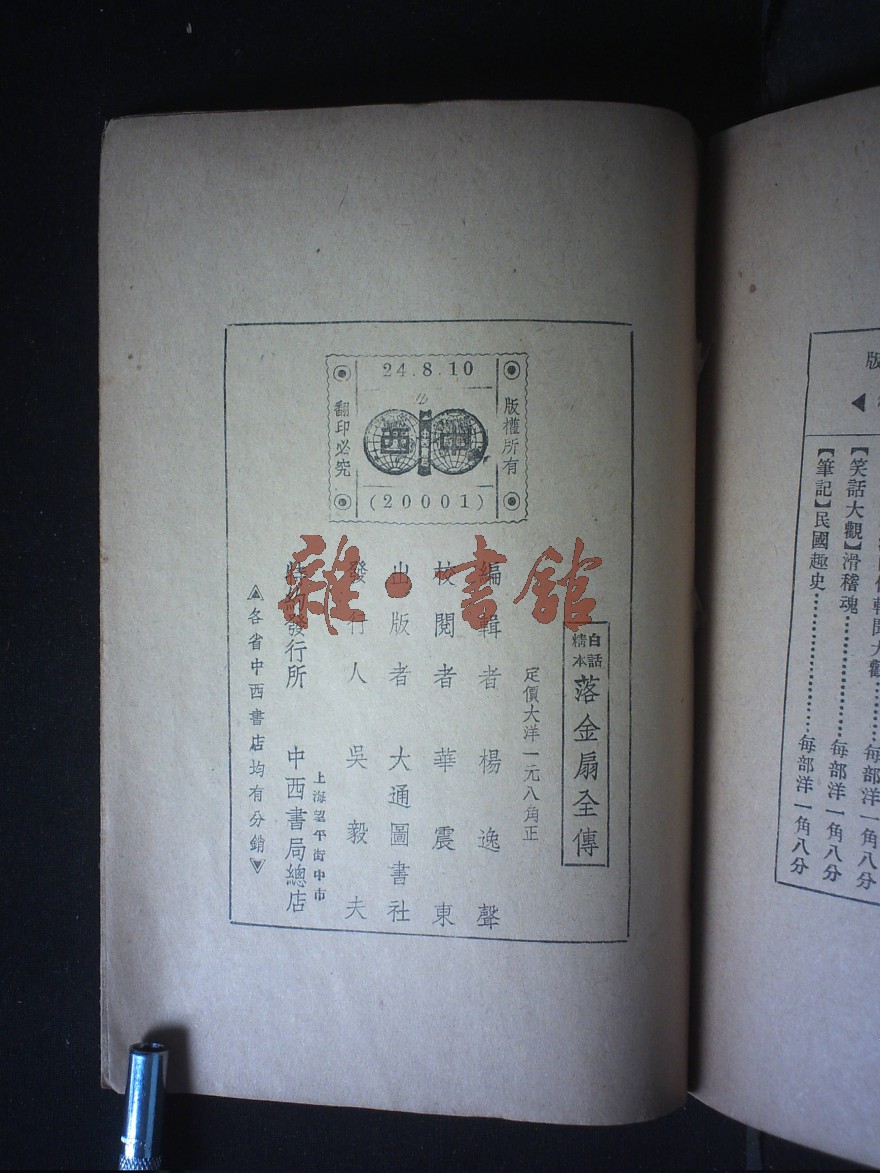 24.8.10
版權所有
中西
翻印必究
(20001)
雜·書館
白話
精本
落金扇全傳
定價大洋一元八角正
編輯者 楊逸聲
校閱者 華震東
出版者 大通圖書社
發行人 吳毅夫
上海望平街中市
特約發行所 中西書局總店
各省中西書店均有分銷
版
【笑話大觀】滑稽魂………………每部洋一角八分
【筆記】民國趣史………………每部洋一角八分
每部洋一角八分